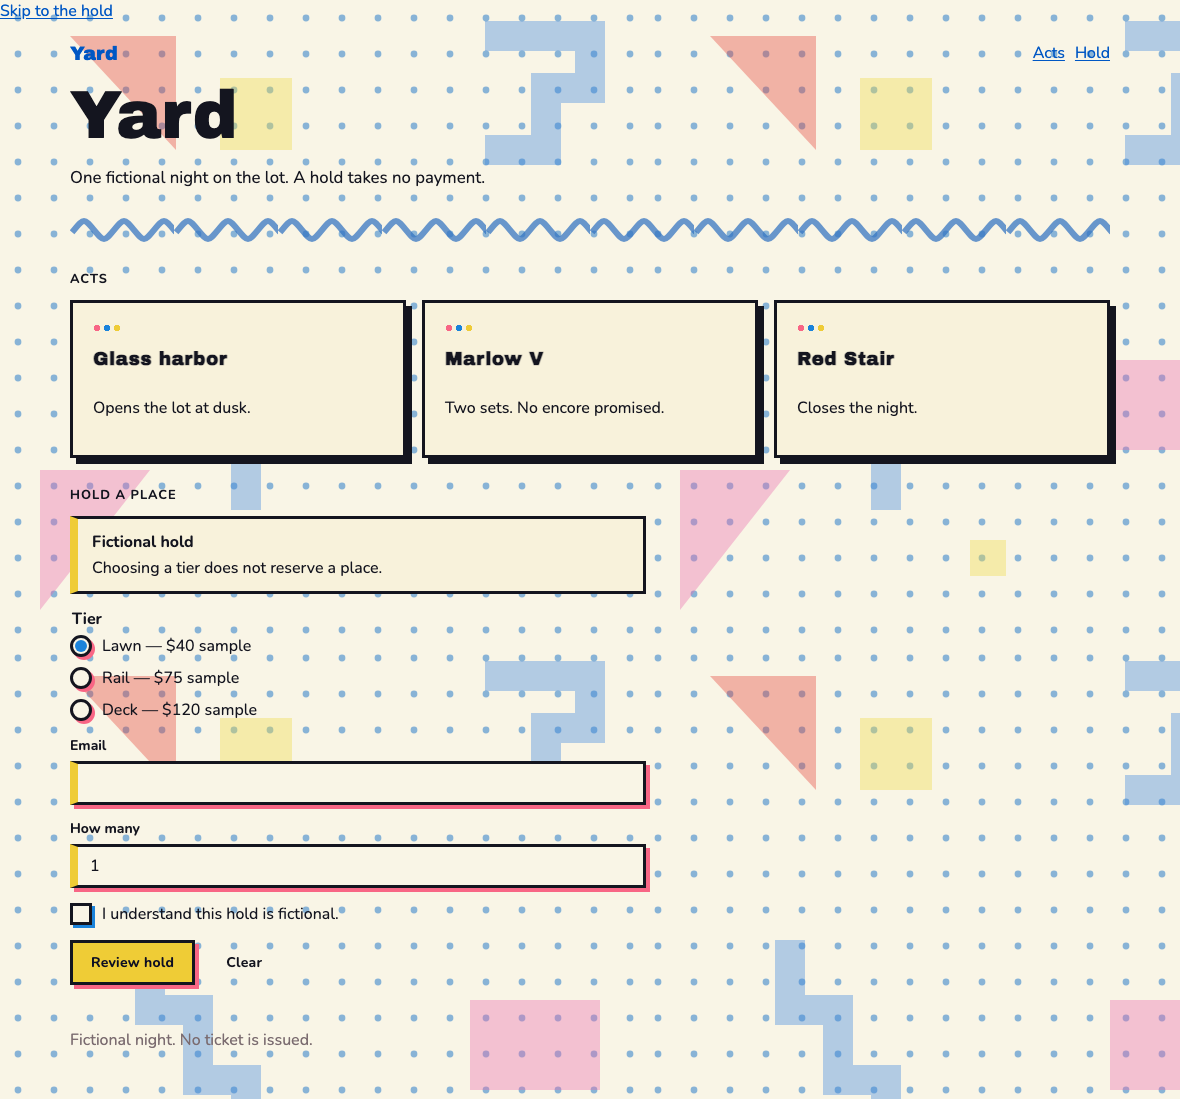 Skip to the hold
Yard
Acts Hold
Yard
One fictional night on the lot. A hold takes no payment.
ACTS
Glass harbor
Opens the lot at dusk.
Marlow V
Two sets. No encore promised.
Red Stair
Closes the night.
HOLD A PLACE
Fictional hold
Choosing a tier does not reserve a place.
Tier
Lawn — $40 sample
Rail — $75 sample
Deck — $120 sample
Email
How many
1
I understand this hold is fictional.
Review hold
Clear
Fictional night. No ticket is issued.